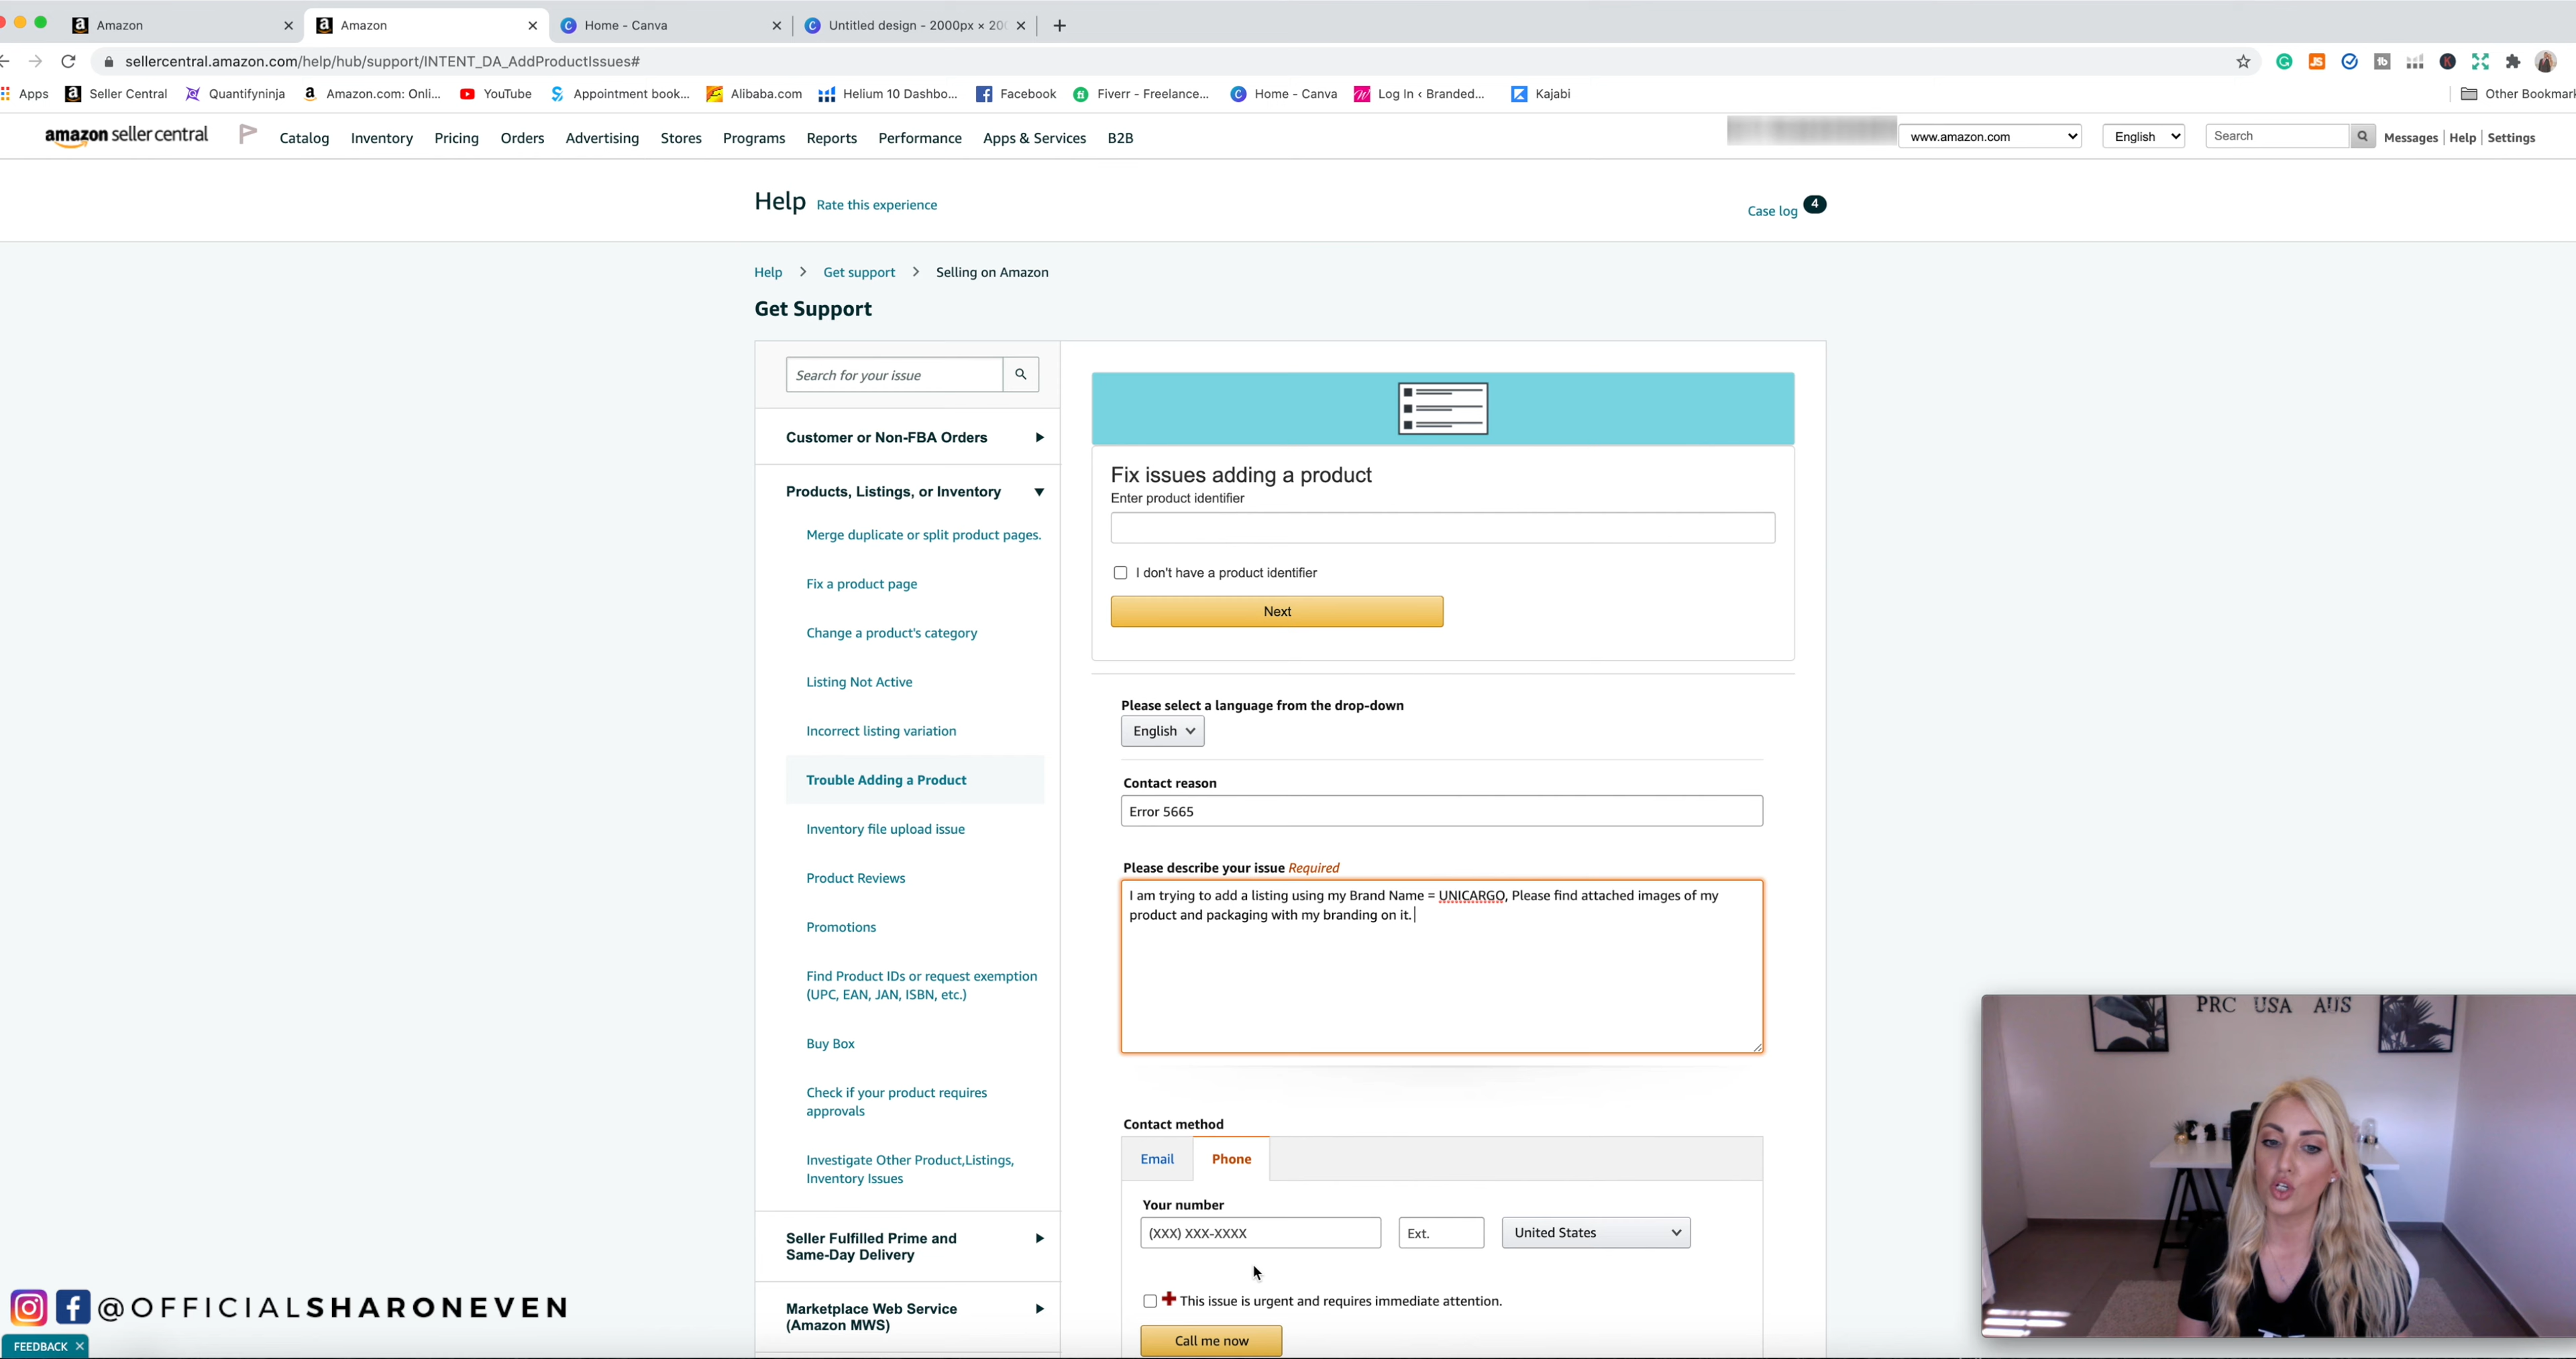 Amazon
Amazon
Home - Canva
Untitled design - 2000px × 20
sellercentral.amazon.com/help/hub/support/INTENT_DA_AddProductIssues#
Apps
Seller Central
Quantifyninja
Amazon.com: Onli...
YouTube
Appointment book...
Alibaba.com
Helium 10 Dashbo...
Facebook
Fiverr - Freelance...
Home - Canva
Log In ‹ Branded...
Kajabi
Other Bookmar
amazon seller central
Catalog
Inventory
Pricing
Orders
Advertising
Stores
Programs
Reports
Performance
Apps & Services
B2B
www.amazon.com
English
Search
Messages | Help | Settings
Help
Rate this experience
Case log 4
Help > Get support > Selling on Amazon
Get Support
Search for your issue
Customer or Non-FBA Orders
Products, Listings, or Inventory
Merge duplicate or split product pages.
Fix a product page
Change a product's category
Listing Not Active
Incorrect listing variation
Trouble Adding a Product
Inventory file upload issue
Product Reviews
Promotions
Find Product IDs or request exemption
(UPC, EAN, JAN, ISBN, etc.)
Buy Box
Check if your product requires
approvals
Investigate Other Product,Listings,
Inventory Issues
Seller Fulfilled Prime and
Same-Day Delivery
Marketplace Web Service
(Amazon MWS)
Fix issues adding a product
Enter product identifier
I don't have a product identifier
Next
Please select a language from the drop-down
English
Contact reason
Error 5665
Please describe your issue Required
I am trying to add a listing using my Brand Name = UNICARGO, Please find attached images of my
product and packaging with my branding on it.
Contact method
Email
Phone
Your number
(XXX) XXX-XXXX
Ext.
United States
This issue is urgent and requires immediate attention.
Call me now
PRC USA AUS
@OFFICIALSHARONEVEN
FEEDBACK